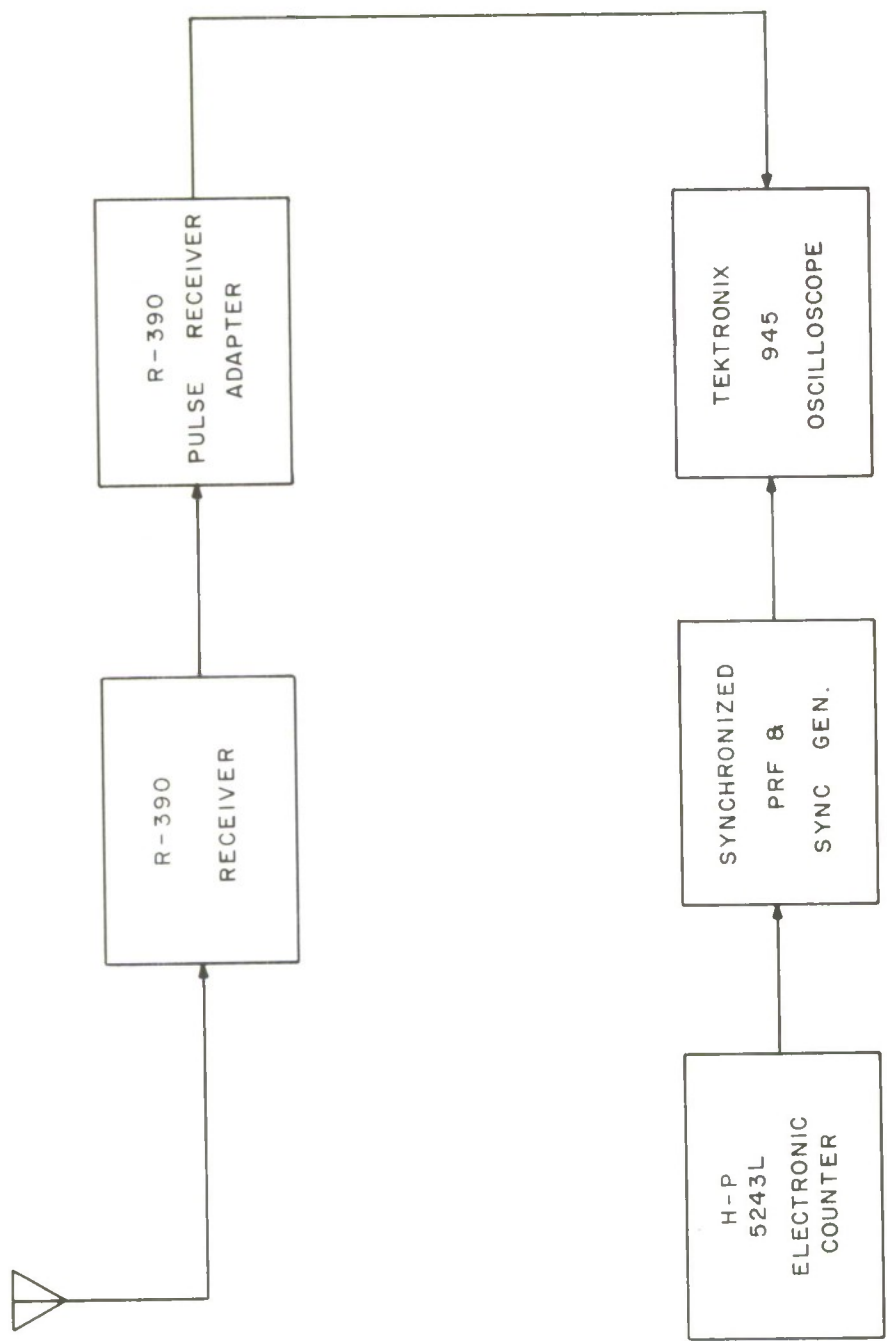 R-390
RECEIVER
R-390
PULSE RECEIVER
ADAPTER
H-P
5243L
ELECTRONIC
COUNTER
SYNCHRONIZED
PRF &
SYNC GEN.
TEKTRONIX
945
OSCILLOSCOPE